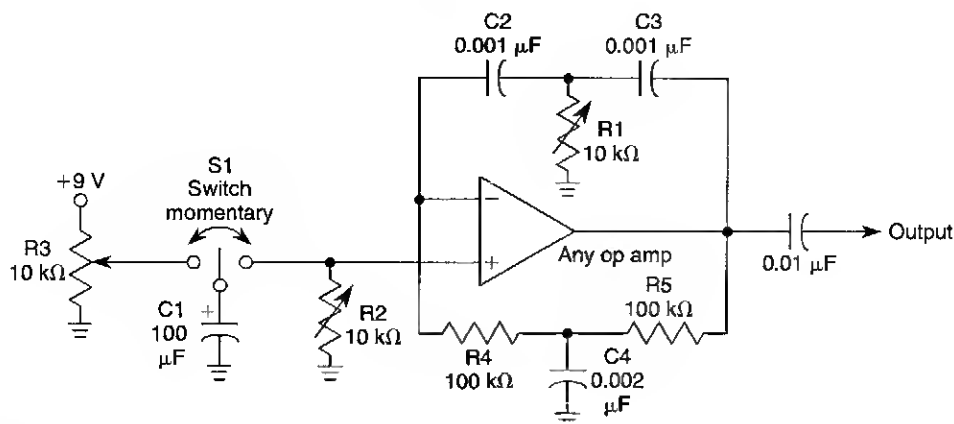 C2
0.001 μF
C3
0.001 μF
R1
10 kΩ
S1
Switch
momentary
+9 V
R3
10 kΩ
C1
100
μF
+
R2
10 kΩ
−
+
Any op amp
Output
0.01 μF
R5
100 kΩ
R4
100 kΩ
C4
0.002
μF